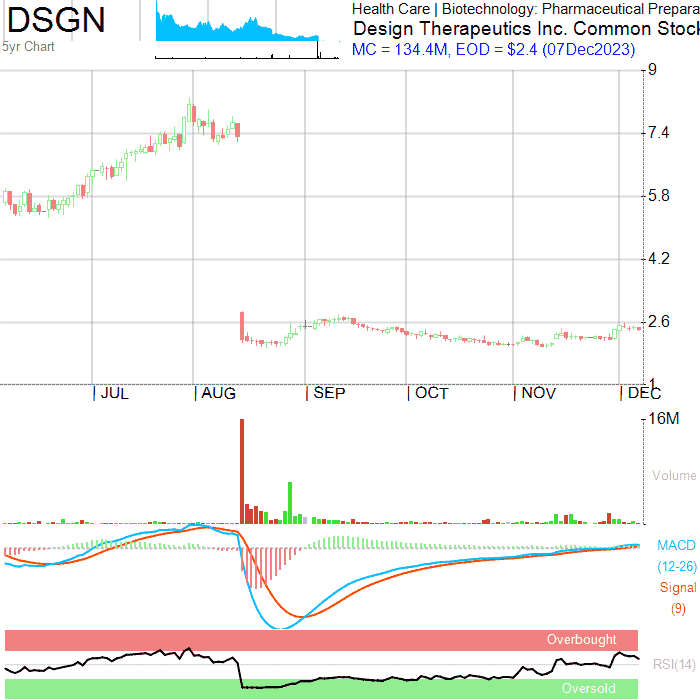 DSGN
5yr Chart
Health Care | Biotechnology: Pharmaceutical Prepara
Design Therapeutics Inc. Common Stock
MC = 134.4M, EOD = $2.4 (07Dec2023)
9
7.4
5.8
4.2
2.6
1
JUL AUG SEP OCT NOV DEC
16M
Volume
MACD
(12-26)
Signal
(9)
Overbought
RSI(14)
Oversold